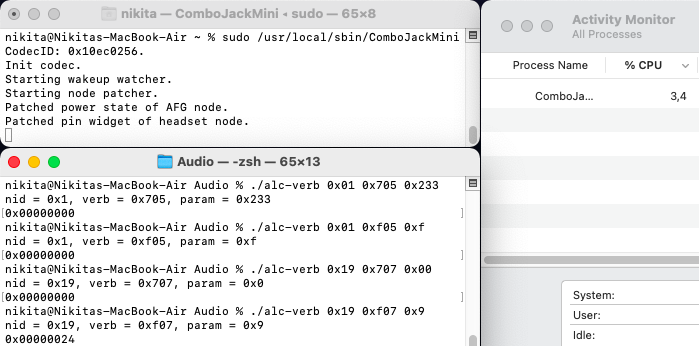 nikita — ComboJackMini ◂ sudo — 65×8
nikita@Nikitas-MacBook-Air ~ % sudo /usr/local/sbin/ComboJackMini
CodecID: 0x10ec0256.
Init codec.
Starting wakeup watcher.
Starting node patcher.
Patched power state of AFG node.
Patched pin widget of headset node.
Audio — -zsh — 65×13
nikita@Nikitas-MacBook-Air Audio % ./alc-verb 0x01 0x705 0x233
nid = 0x1, verb = 0x705, param = 0x233
[0x00000000 ]
nikita@Nikitas-MacBook-Air Audio % ./alc-verb 0x01 0xf05 0xf
nid = 0x1, verb = 0xf05, param = 0xf
[0x00000000 ]
nikita@Nikitas-MacBook-Air Audio % ./alc-verb 0x19 0x707 0x00
nid = 0x19, verb = 0x707, param = 0x0
[0x00000000 ]
nikita@Nikitas-MacBook-Air Audio % ./alc-verb 0x19 0xf07 0x9
nid = 0x19, verb = 0xf07, param = 0x9
0x00000024
Activity Monitor
All Processes
Process Name % CPU
ComboJa... 3,4
System:
User:
Idle: